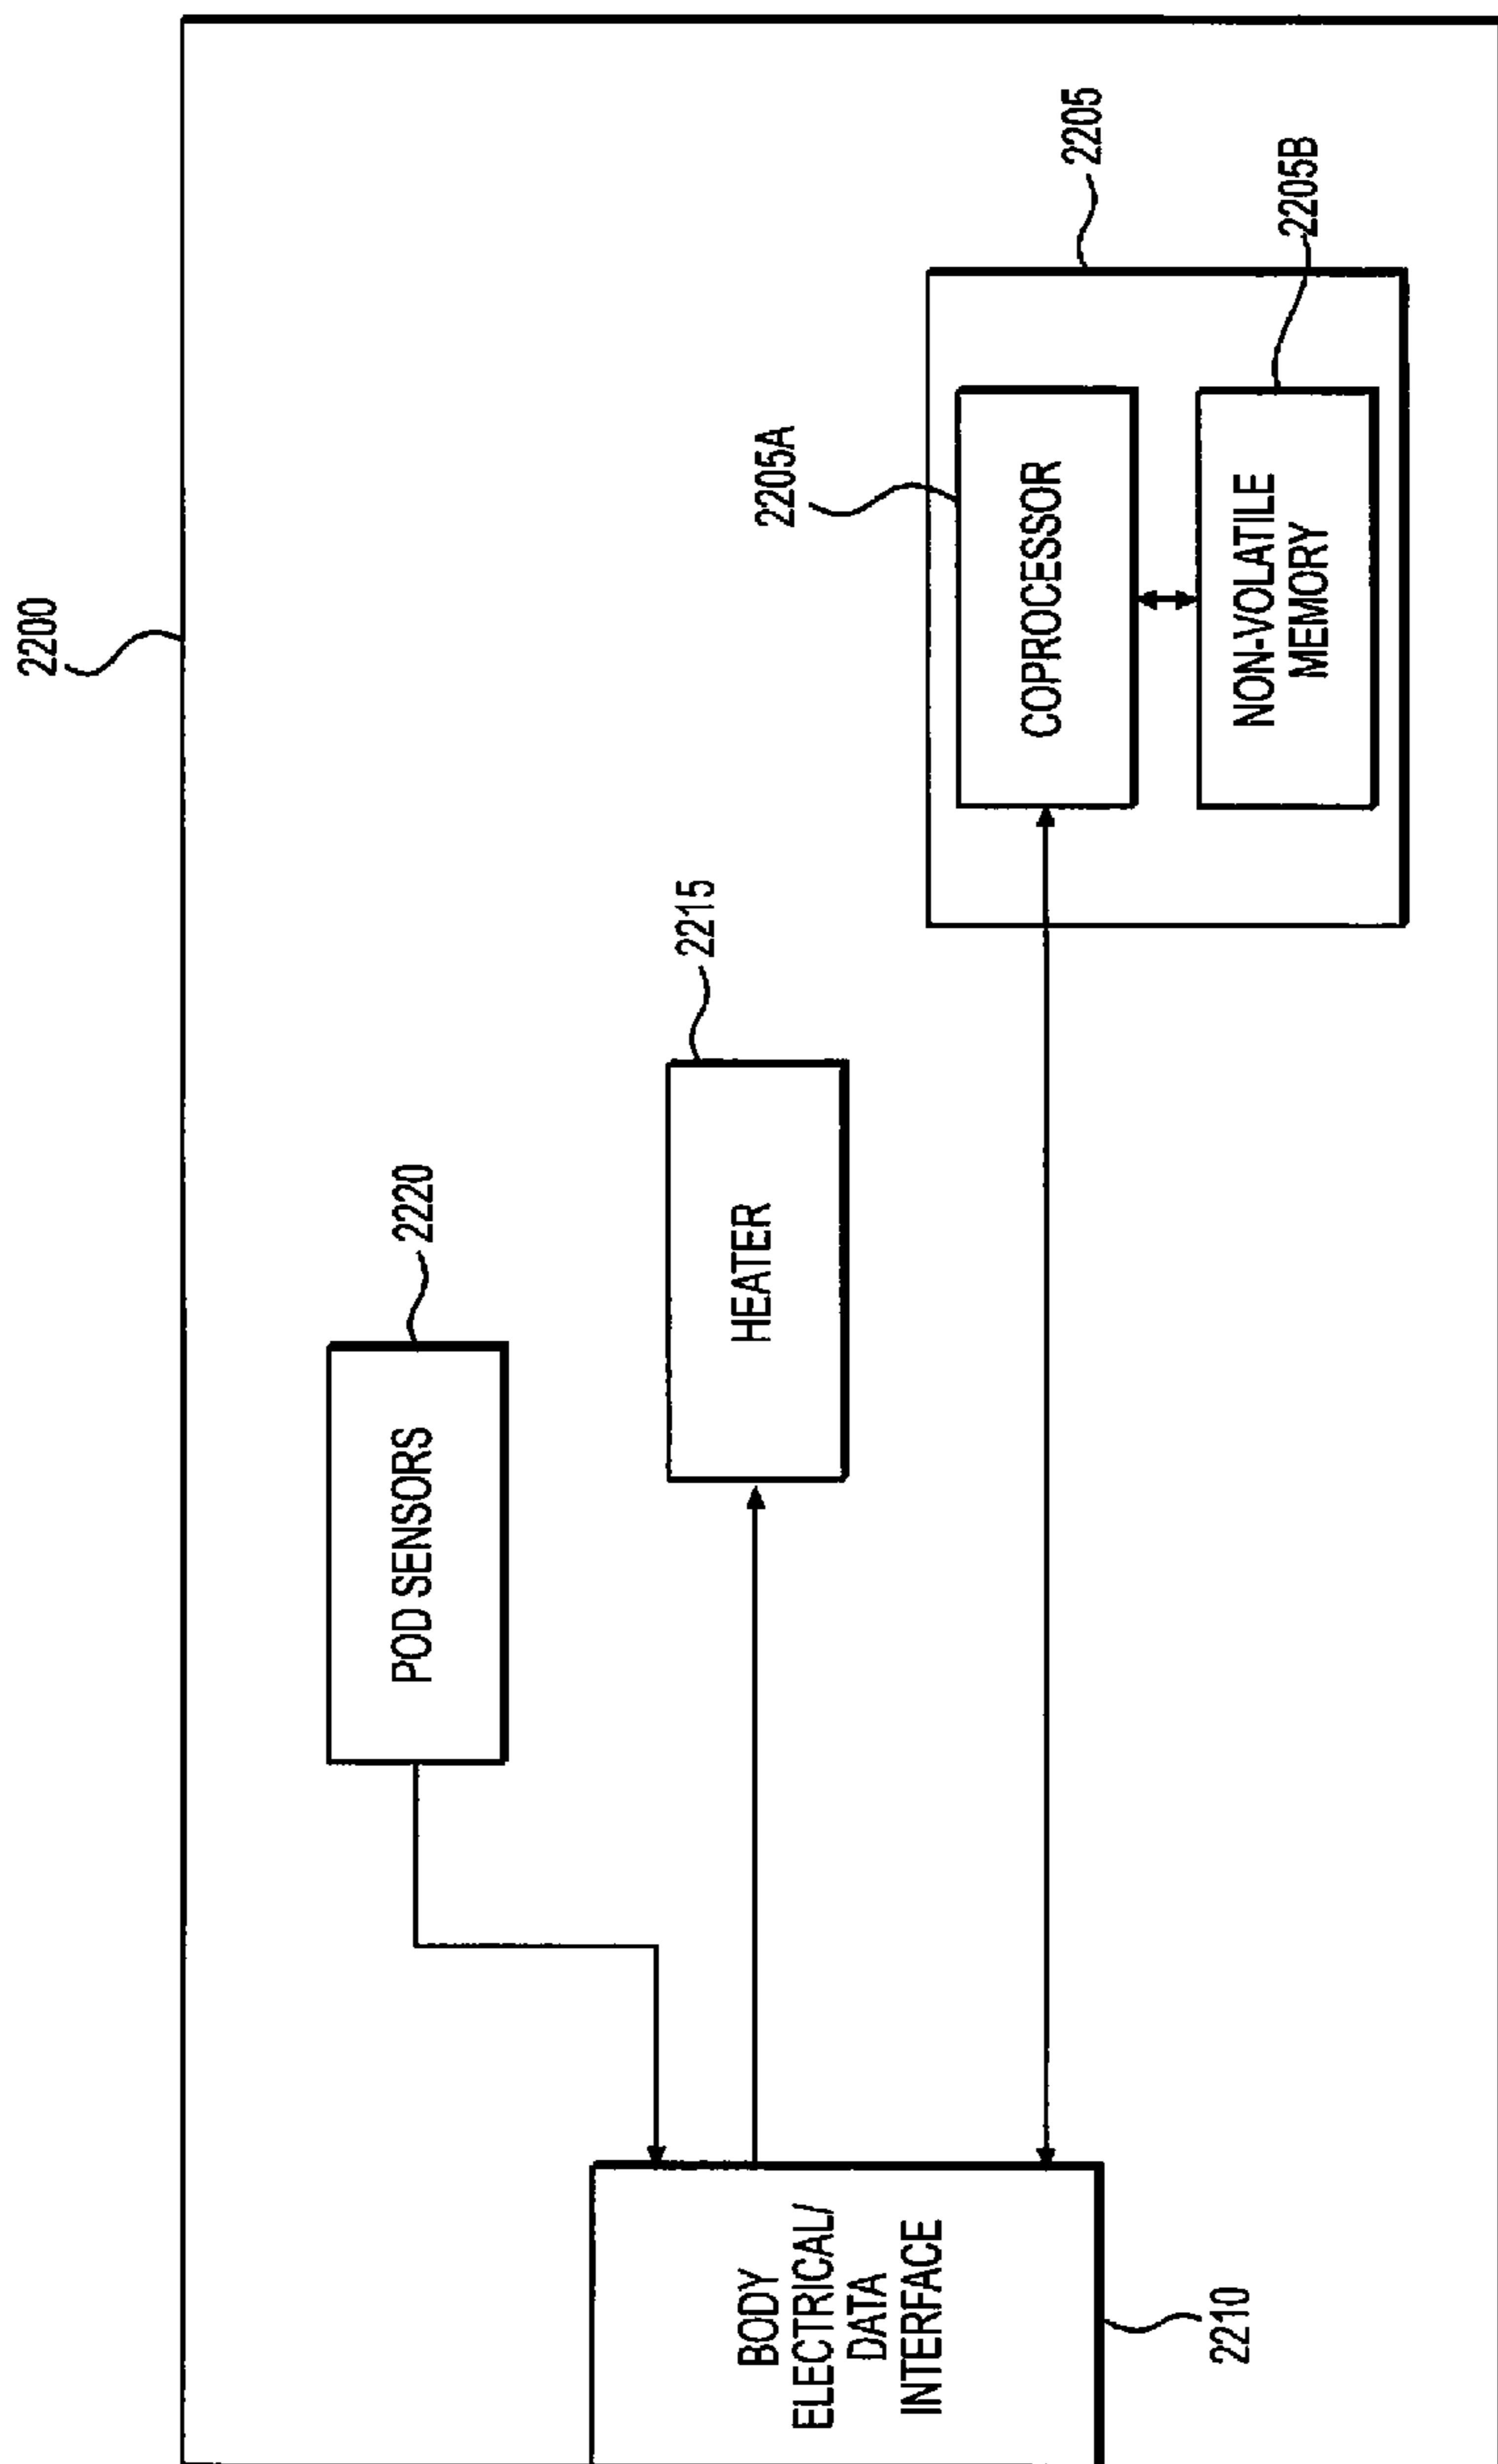 2200
2220
POD SENSORS
2215
HEATER
BODY
ELECTRICAL/
DATA
INTERFACE
2210
2205A
2205
COPROCESSOR
2205B
NON-VOLATILE
MEMORY